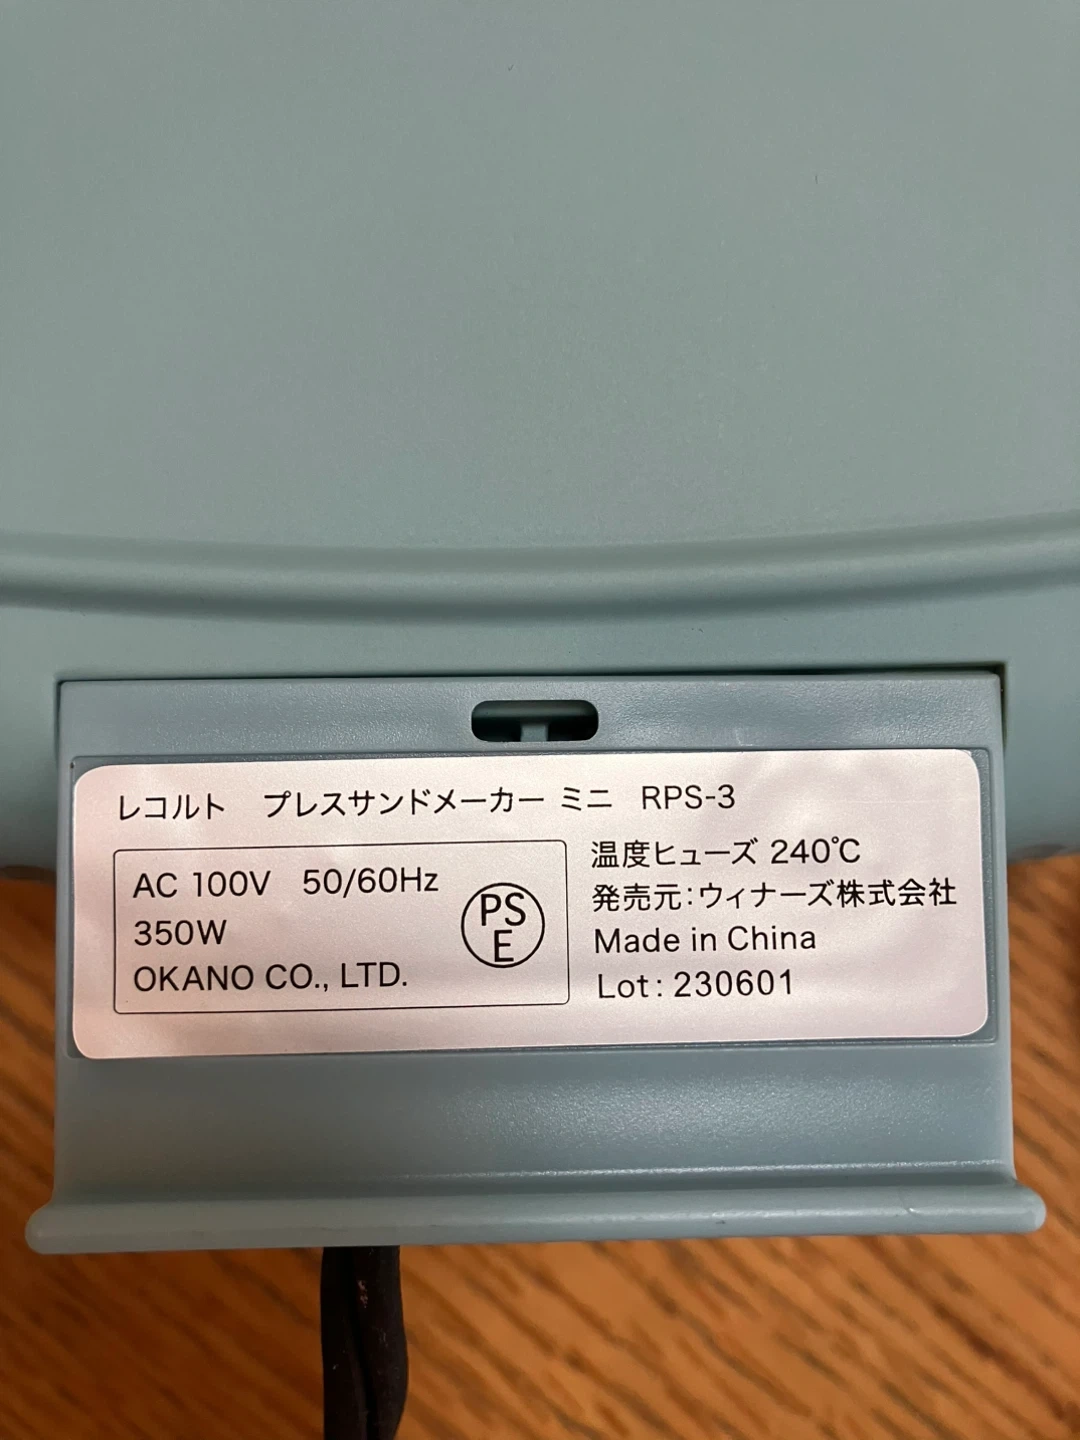 レコルト プレスサンドメーカー ミニ RPS-3
AC 100V 50/60Hz
350W
OKANO CO., LTD.
PS
E
温度ヒューズ 240℃
発売元:ウィナーズ株式会社
Made in China
Lot: 230601